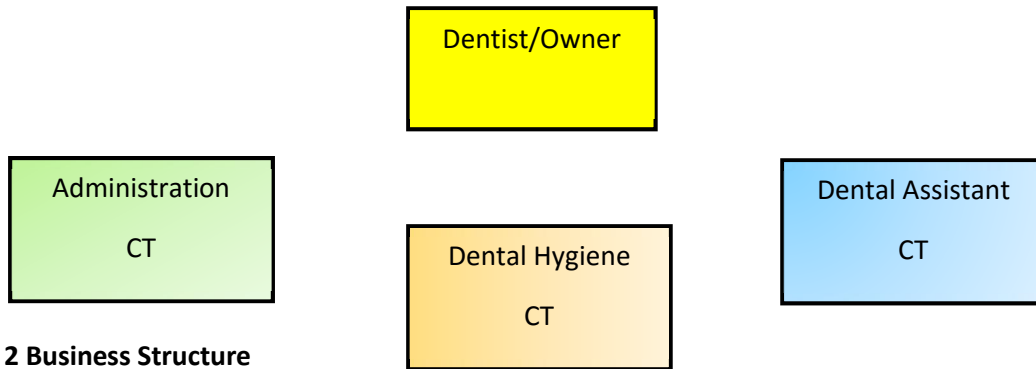 Dentist/Owner
Administration
CT
Dental Hygiene
CT
Dental Assistant
CT
2 Business Structure